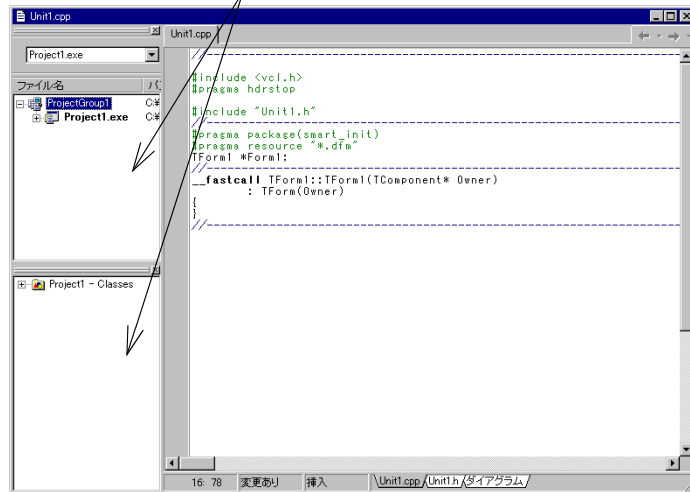 Unit1.cpp
Unit1.cpp
Project1.exe
ファイル名
ProjectGroup1 C:¥
Project1.exe C:¥
Project1 - Classes
//---------------------------------------------------------------------------
#include <vcl.h>
#pragma hdrstop
#include "Unit1.h"
//---------------------------------------------------------------------------
#pragma package(smart_init)
#pragma resource "*.dfm"
TForm1 *Form1;
//---------------------------------------------------------------------------
__fastcall TForm1::TForm1(TComponent* Owner)
: TForm(Owner)
{
}
//---------------------------------------------------------------------------
16: 78 変更あり 挿入 \Unit1.cpp/Unit1.h/ダイアグラム/